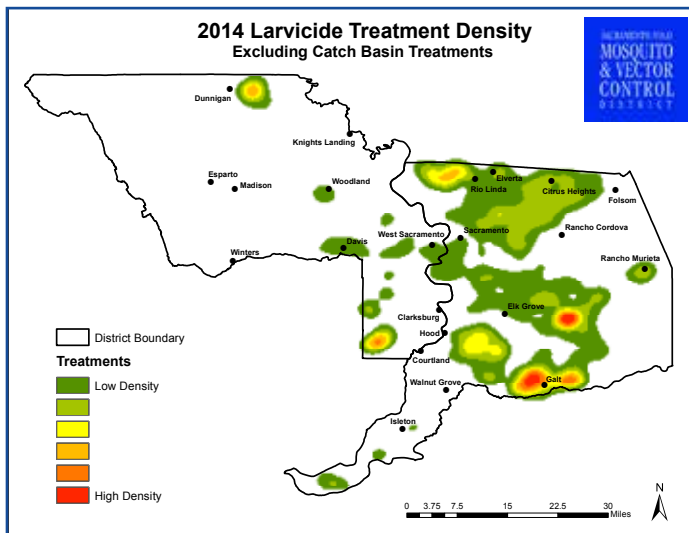 2014 Larvicide Treatment Density
Excluding Catch Basin Treatments
SACRAMENTO-YOLO
MOSQUITO
& VECTOR
CONTROL
DISTRICT
Dunnigan
Knights Landing
Esparto
Madison
Woodland
Elverta
Rio Linda
Citrus Heights
Folsom
West Sacramento
Sacramento
Rancho Cordova
Davis
Winters
Rancho Murieta
Clarksburg
Elk Grove
Hood
Courtland
Walnut Grove
Galt
Isleton
District Boundary
Treatments
Low Density
High Density
N
0 3.75 7.5 15 22.5 30
Miles